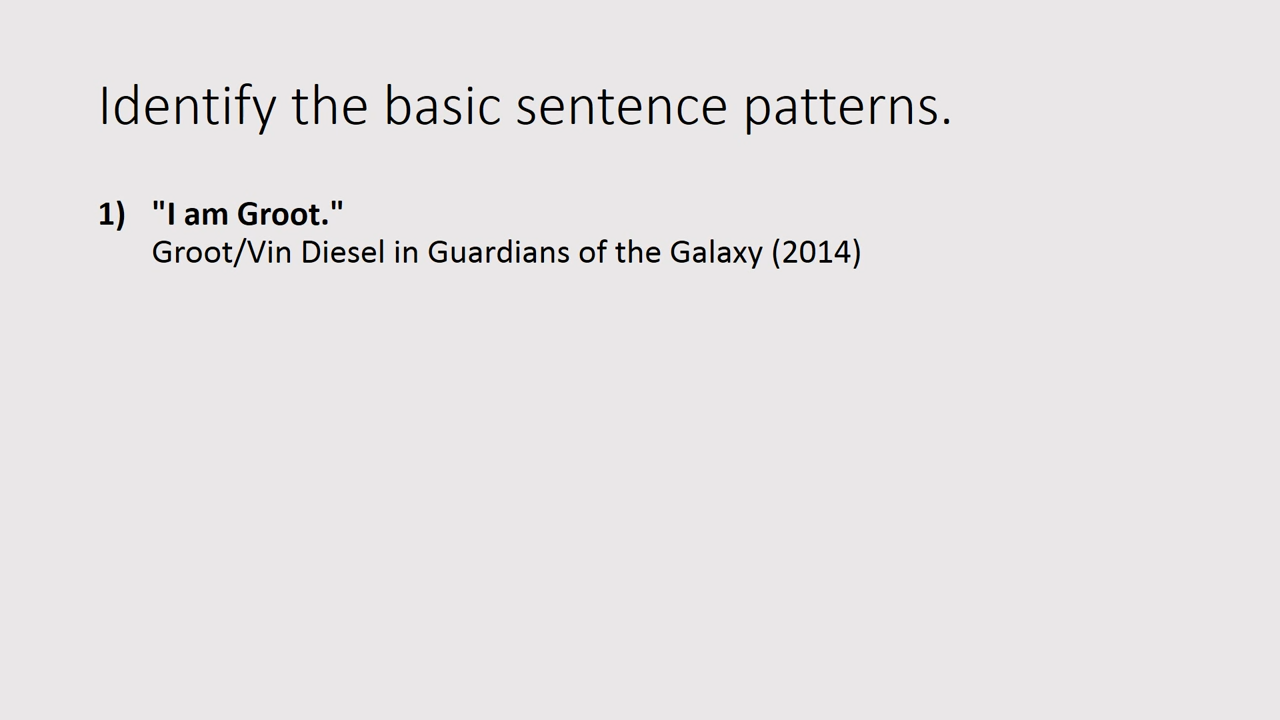 Identify the basic sentence patterns.
1) "I am Groot."
Groot/Vin Diesel in Guardians of the Galaxy (2014)